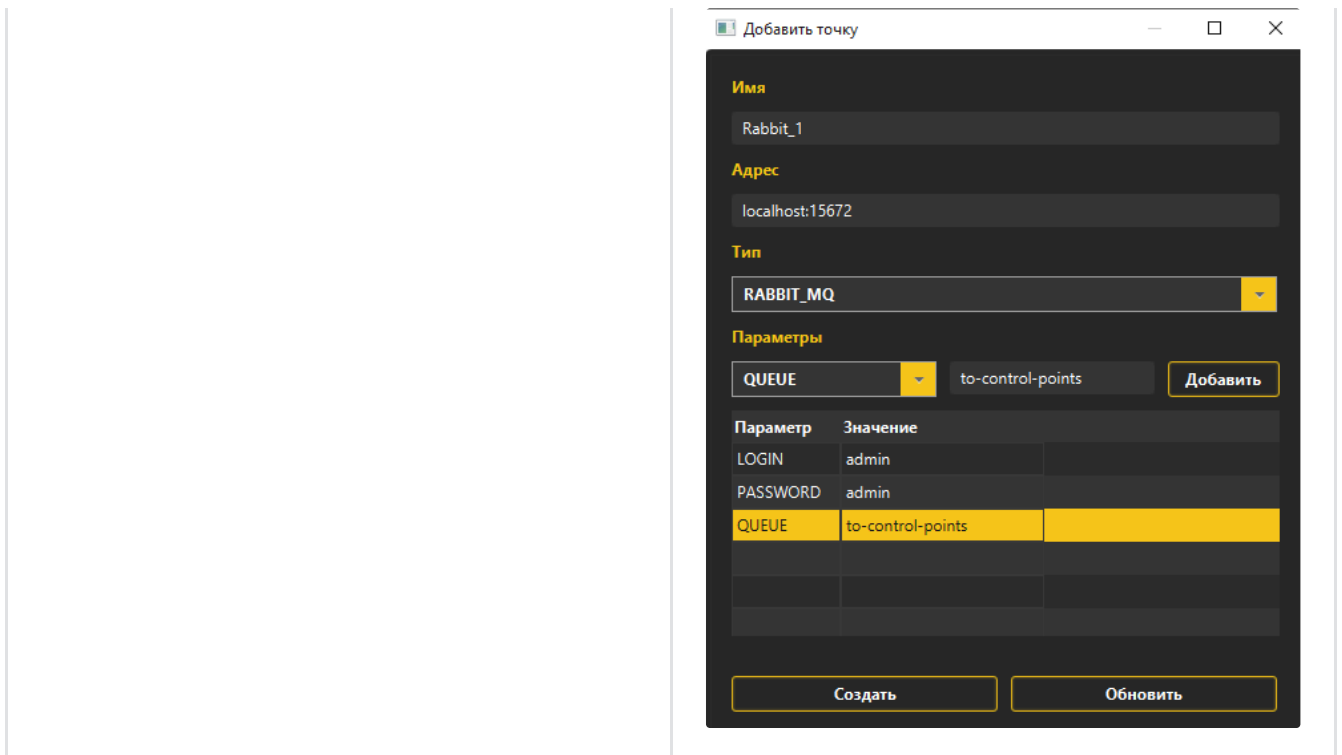 Добавить точку
Имя
Rabbit_1
Адрес
localhost:15672
Тип
RABBIT_MQ
Параметры
QUEUE to-control-points Добавить
Параметр Значение
LOGIN admin
PASSWORD admin
QUEUE to-control-points
Создать Обновить